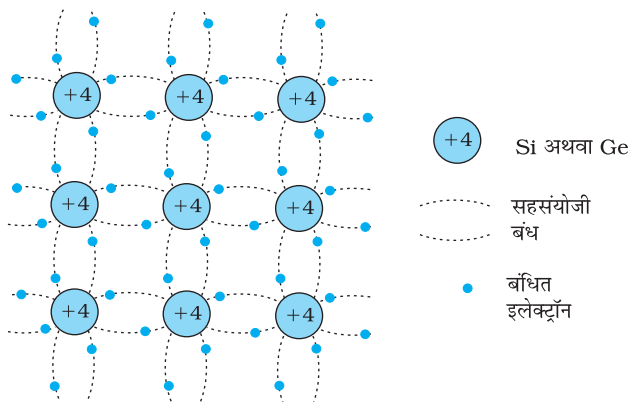 +4 +4 +4
+4 Si अथवा Ge
+4 +4 +4
सहसंयोजी
बंध
बंधित
इलेक्ट्रॉन
+4 +4 +4